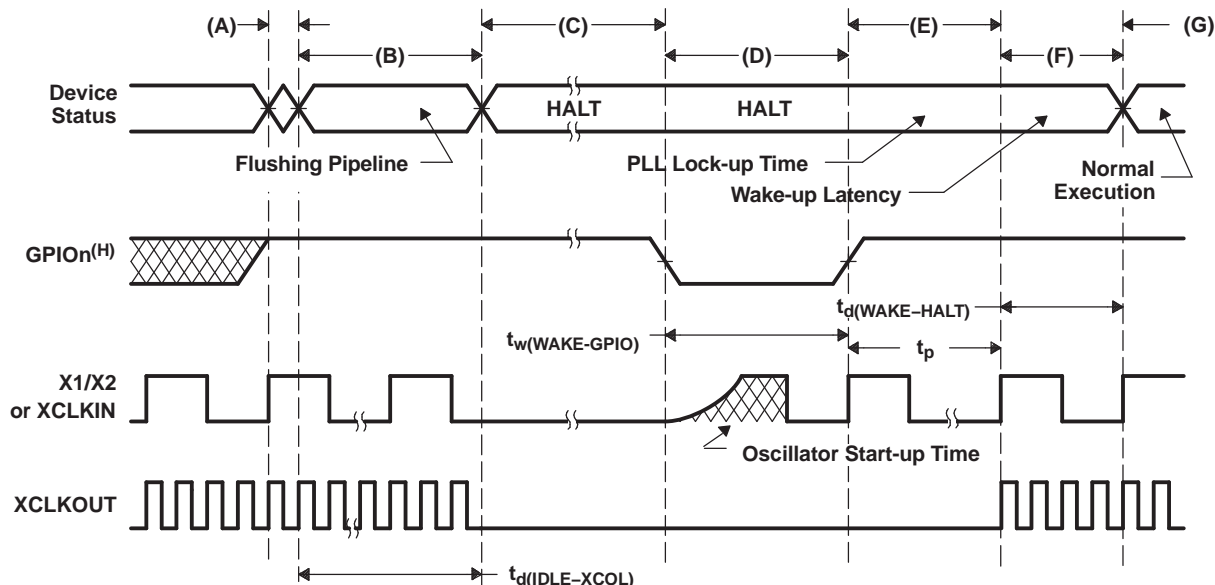 (A)
(B)
(C)
(D)
(E)
(F)
(G)
Device
Status
HALT
HALT
Flushing Pipeline
PLL Lock-up Time
Wake-up Latency
Normal
Execution
GPIOn(H)
td(WAKE−HALT)
tw(WAKE-GPIO)
tp
X1/X2
or XCLKIN
Oscillator Start-up Time
XCLKOUT
td(IDLE−XCOL)